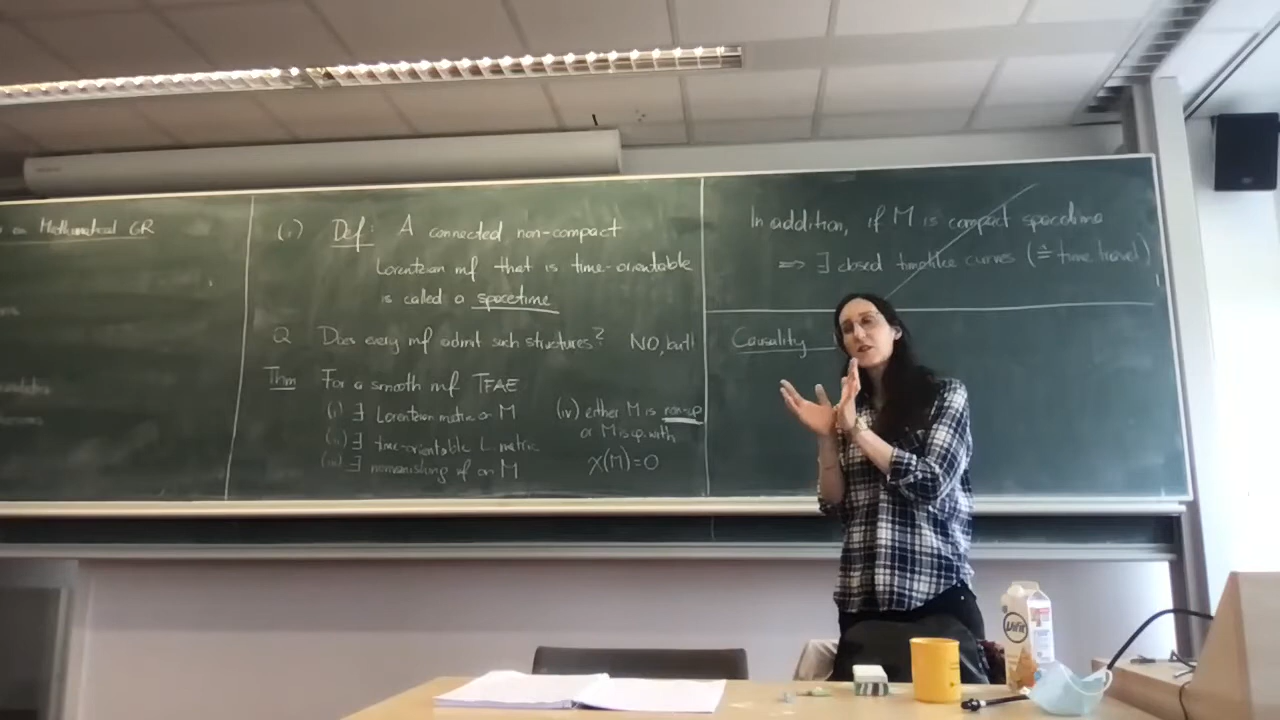 on Mathematical GR
(i) Def: A connected non-compact
Lorentzian mf that is time-orientable
is called a spacetime
Q Does every mf admit such structures? NO, but!
Thm For a smooth mf TFAE
(i) ∃ Lorentzian metric on M
(ii) ∃ time-orientable L. metric
(iii) ∃ nonvanishing vf on M
(iv) either M is non-cp
or M is cp. with
χ(M)=0
In addition, if M is compact spacetime
⟹ ∃ closed timelike curves (≙ time travel)
Causality
Vifit